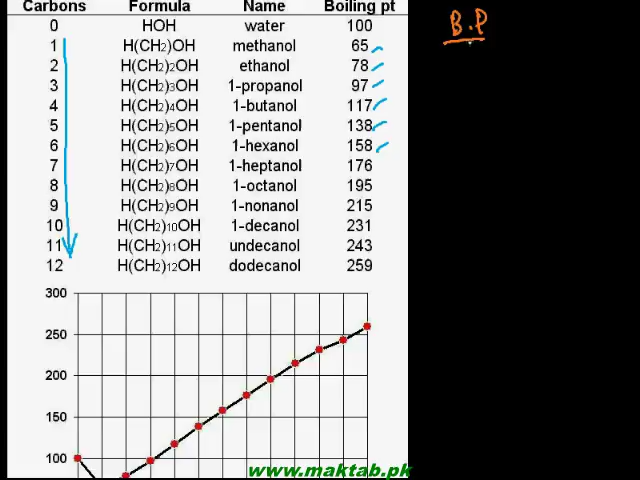 Carbons Formula Name Boiling pt
0 HOH water 100
1 H(CH2)OH methanol 65
2 H(CH2)2OH ethanol 78
3 H(CH2)3OH 1-propanol 97
4 H(CH2)4OH 1-butanol 117
5 H(CH2)5OH 1-pentanol 138
6 H(CH2)6OH 1-hexanol 158
7 H(CH2)7OH 1-heptanol 176
8 H(CH2)8OH 1-octanol 195
9 H(CH2)9OH 1-nonanol 215
10 H(CH2)10OH 1-decanol 231
11 H(CH2)11OH undecanol 243
12 H(CH2)12OH dodecanol 259
B.P
300
250
200
150
100
www.maktab.pk